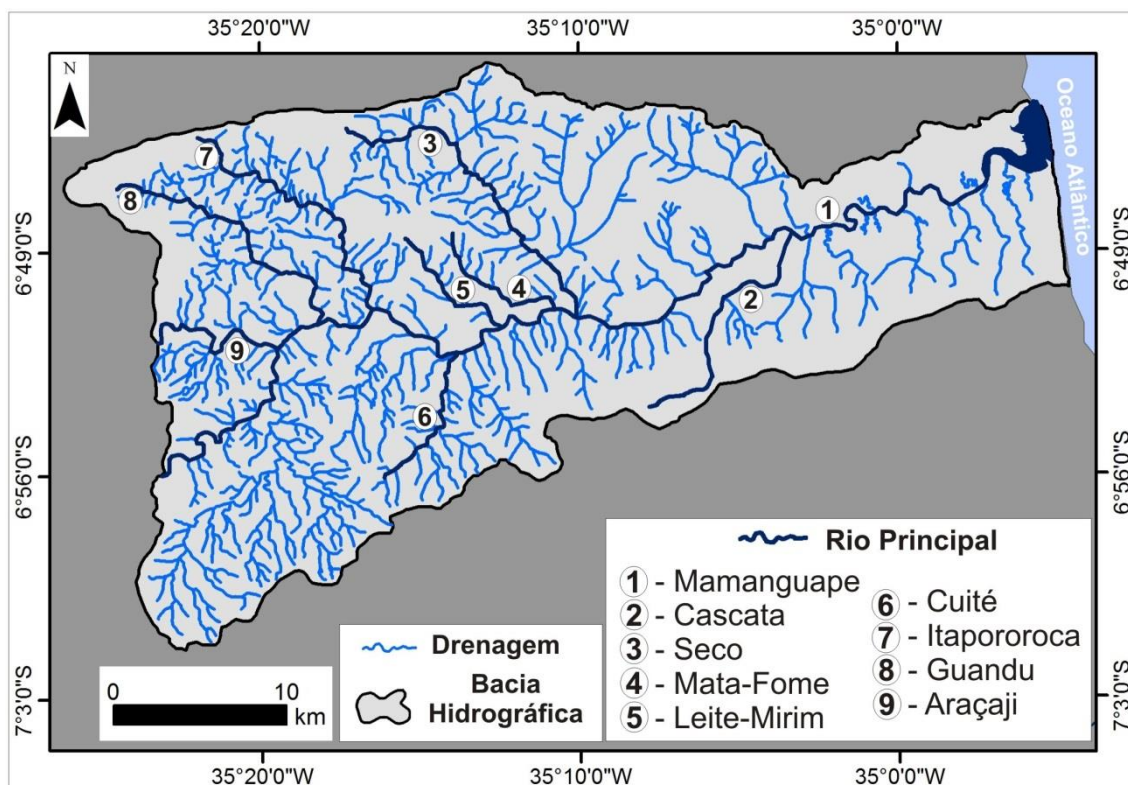 35°20'0"W 35°10'0"W 35°0'0"W
N
Oceano Atlântico
3
7
8
1
6°49'0"S 6°49'0"S
5 4
2
9
6
6°56'0"S 6°56'0"S
Rio Principal
1 - Mamanguape
2 - Cascata
3 - Seco
4 - Mata-Fome
5 - Leite-Mirim
6 - Cuité
7 - Itapororoca
8 - Guandu
9 - Araçaji
Drenagem
Bacia
Hidrográfica
0 10
km
7°3'0"S 7°3'0"S
35°20'0"W 35°10'0"W 35°0'0"W